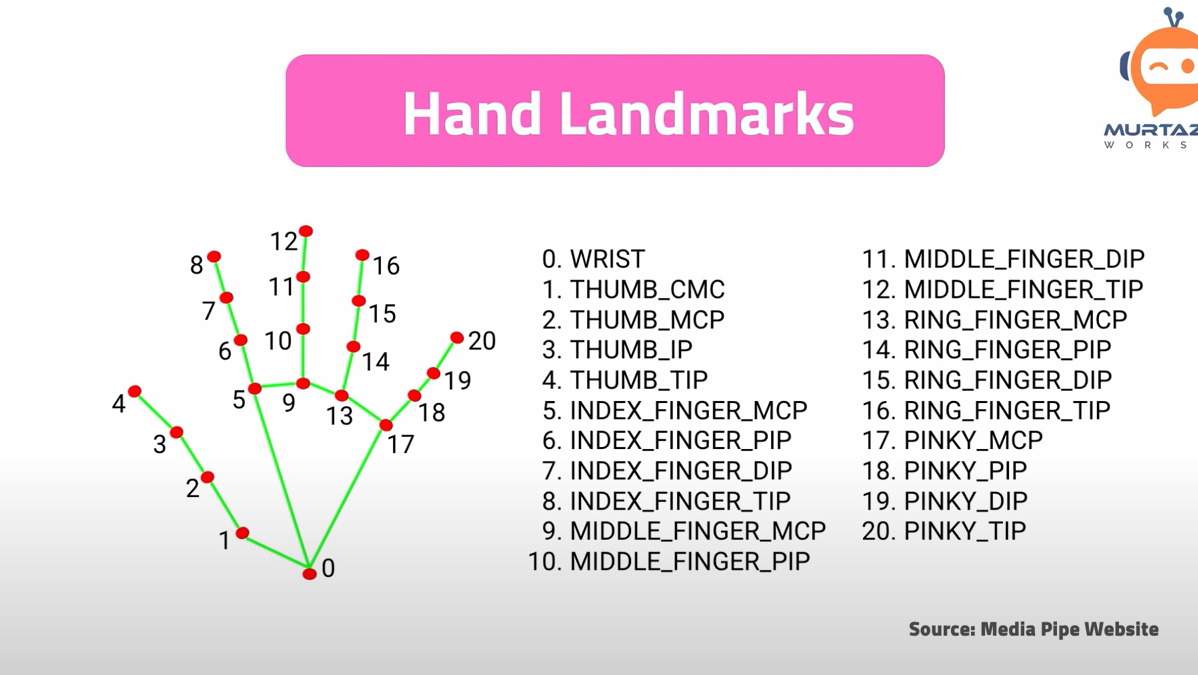 Hand Landmarks
MURTAZ
WORKS
12
8
16
11
7
15
10
20
6
14
19
5
9
4
13
18
3
17
2
1
0
0. WRIST
1. THUMB_CMC
2. THUMB_MCP
3. THUMB_IP
4. THUMB_TIP
5. INDEX_FINGER_MCP
6. INDEX_FINGER_PIP
7. INDEX_FINGER_DIP
8. INDEX_FINGER_TIP
9. MIDDLE_FINGER_MCP
10. MIDDLE_FINGER_PIP
11. MIDDLE_FINGER_DIP
12. MIDDLE_FINGER_TIP
13. RING_FINGER_MCP
14. RING_FINGER_PIP
15. RING_FINGER_DIP
16. RING_FINGER_TIP
17. PINKY_MCP
18. PINKY_PIP
19. PINKY_DIP
20. PINKY_TIP
Source: Media Pipe Website